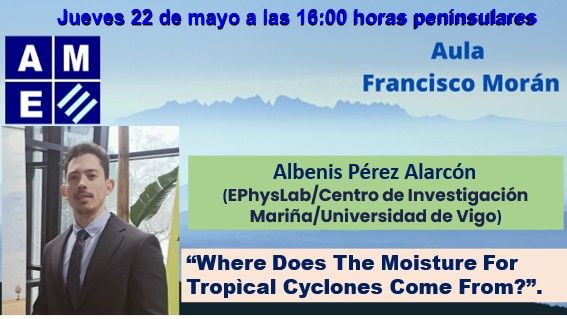 Jueves 22 de mayo a las 16:00 horas peninsulares
A M
E
Aula
Francisco Morán
Albenis Pérez Alarcón
(EPhysLab/Centro de Investigación
Mariña/Universidad de Vigo)
“Where Does The Moisture For
Tropical Cyclones Come From?”.